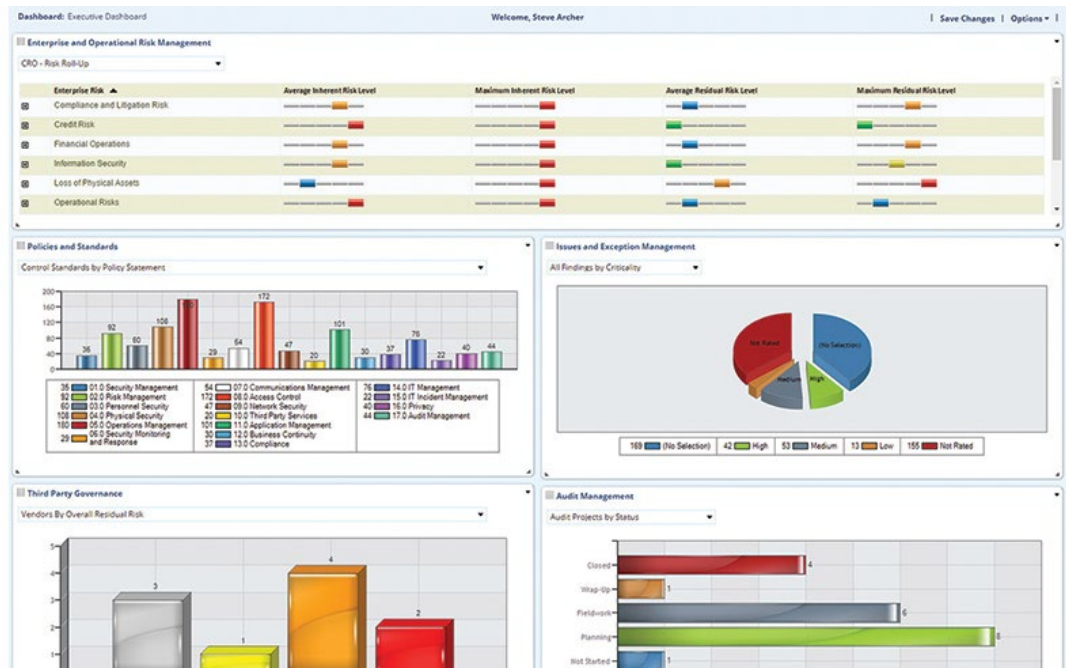 Dashboard: Executive Dashboard Welcome, Steve Archer | Save Changes | Options |
Enterprise and Operational Risk Management
CRO - Risk Roll-Up
Enterprise Risk Average Inherent Risk Level Maximum Inherent Risk Level Average Residual Risk Level Maximum Residual Risk Level
Compliance and Litigation Risk
Credit Risk
Financial Operations
Information Security
Loss of Physical Assets
Operational Risks
Policies and Standards
Control Standards by Policy Statement
200
160
120
80
40
0
36 92 60 108 180 29 54 172 47 20 101 30 37 76 22 40 44
35 01.0 Security Management
92 02.0 Risk Management
60 03.0 Personnel Security
108 04.0 Physical Security
180 05.0 Operations Management
29 06.0 Security Monitoring
and Response
54 07.0 Communications Management
172 08.0 Access Control
47 09.0 Network Security
20 10.0 Third Party Services
101 11.0 Application Management
30 12.0 Business Continuity
37 13.0 Compliance
76 14.0 IT Management
22 15.0 IT Incident Management
40 16.0 Privacy
44 17.0 Audit Management
Issues and Exception Management
All Findings by Criticality
Not Rated
(No Selection)
Medium
High
169 (No Selection) 42 High 53 Medium 13 Low 155 Not Rated
Third Party Governance
Vendors By Overall Residual Risk
5
4
3
2
1
3
1
4
2
Audit Management
Audit Projects by Status
Closed 4
Wrap-Up 1
Fieldwork 6
Planning 8
Not Started 1